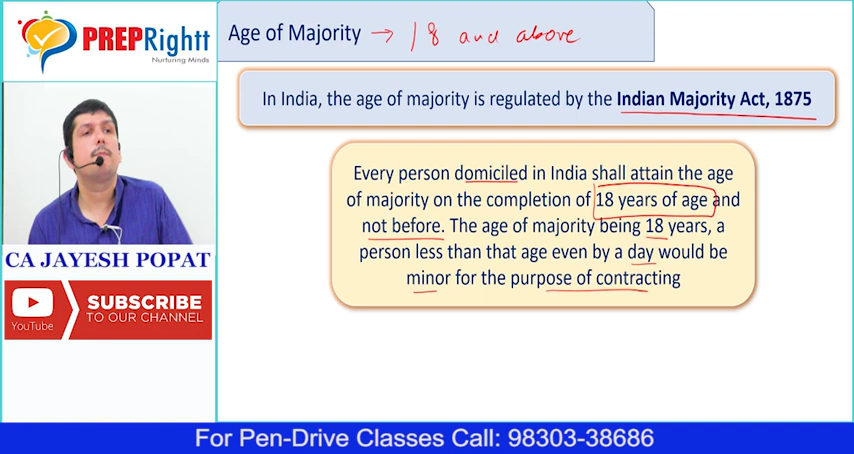 PREPRightt
Nurturing Minds
Age of Majority → 18 and above
In India, the age of majority is regulated by the Indian Majority Act, 1875
Every person domiciled in India shall attain the age
of majority on the completion of 18 years of age and
not before. The age of majority being 18 years, a
person less than that age even by a day would be
minor for the purpose of contracting
CA JAYESH POPAT
YouTube
SUBSCRIBE
TO OUR CHANNEL
For Pen-Drive Classes Call: 98303-38686